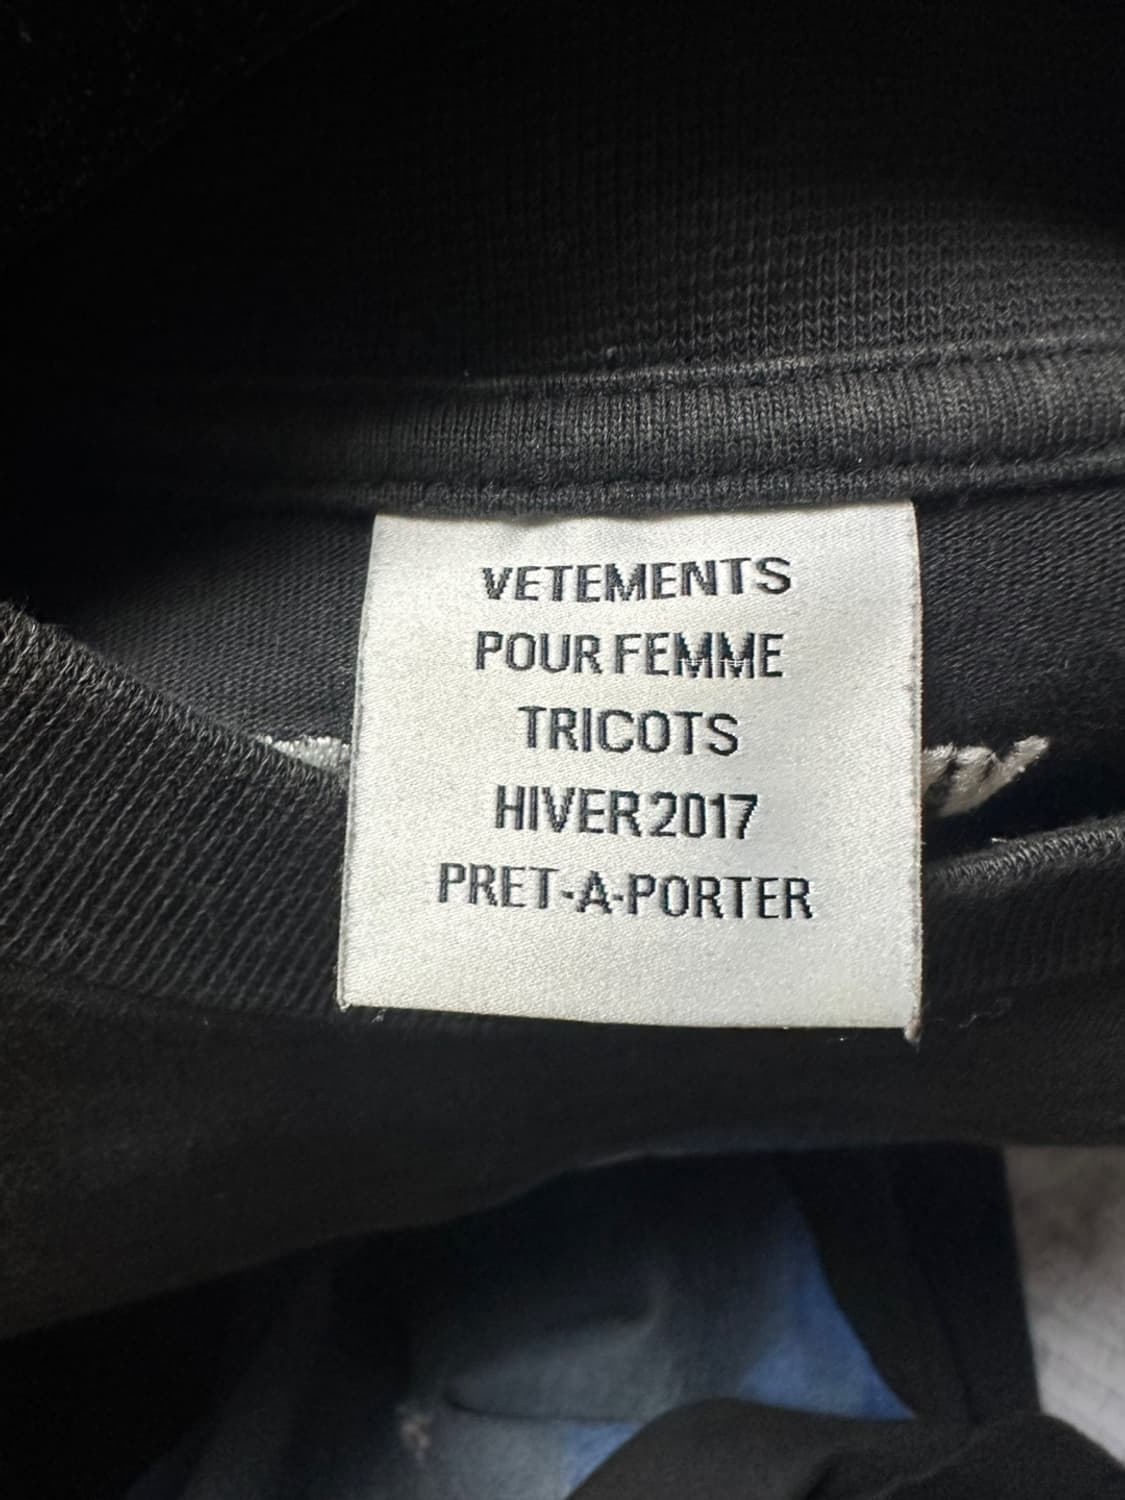 VETEMENTS
POUR FEMME
TRICOTS
HIVER 2017
PRET-A-PORTER